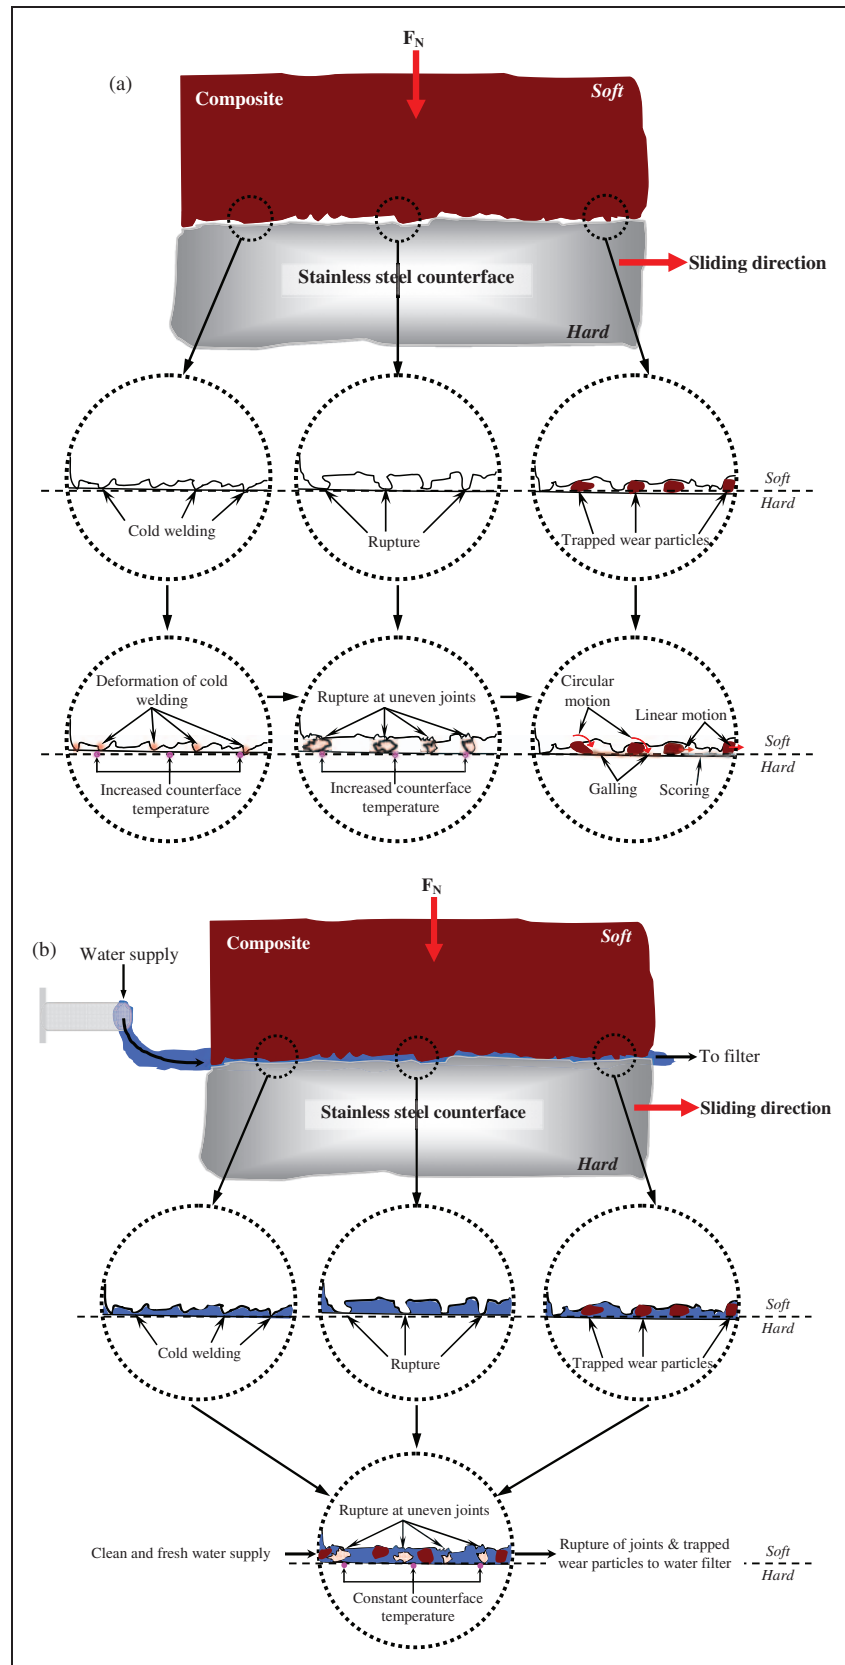 F_N
(a)
Composite
Soft
Stainless steel counterface
Sliding direction
Hard
Cold welding
Rupture
Trapped wear particles
Soft
Hard
Deformation of cold
welding
Increased counterface
temperature
Rupture at uneven joints
Increased counterface
temperature
Circular
motion
Linear motion
Galling
Scoring
Soft
Hard
F_N
(b)
Water supply
Composite
Soft
To filter
Stainless steel counterface
Sliding direction
Hard
Cold welding
Rupture
Trapped wear particles
Soft
Hard
Rupture at uneven joints
Clean and fresh water supply
Rupture of joints & trapped
wear particles to water filter
Constant counterface
temperature
Soft
Hard